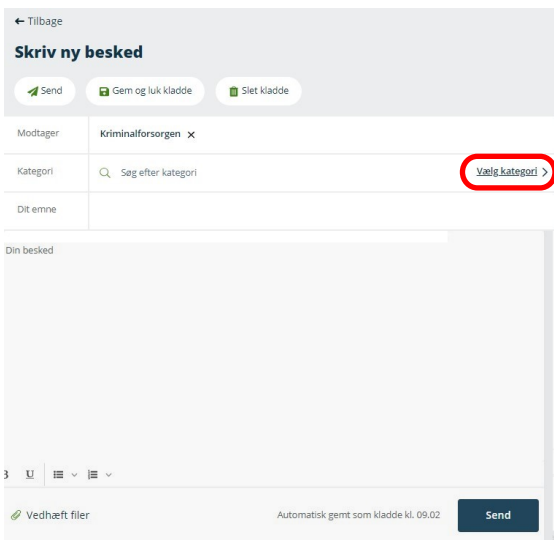 ← Tilbage
Skriv ny besked
Send Gem og luk kladde Slet kladde
Modtager Kriminalforsorgen ×
Kategori Søg efter kategori Vælg kategori >
Dit emne
Din besked
U
Vedhæft filer Automatisk gemt som kladde kl. 09.02 Send